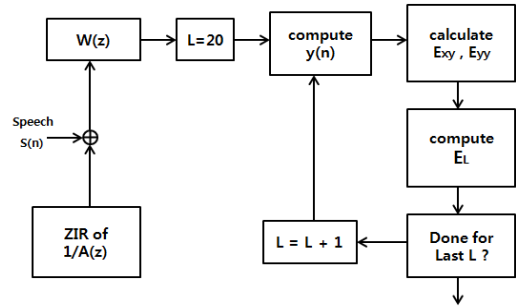 W(z)
L=20
compute
y(n)
calculate
Exy , Eyy
Speech
S(n)
compute
EL
ZIR of
1/A(z)
L = L + 1
Done for
Last L ?